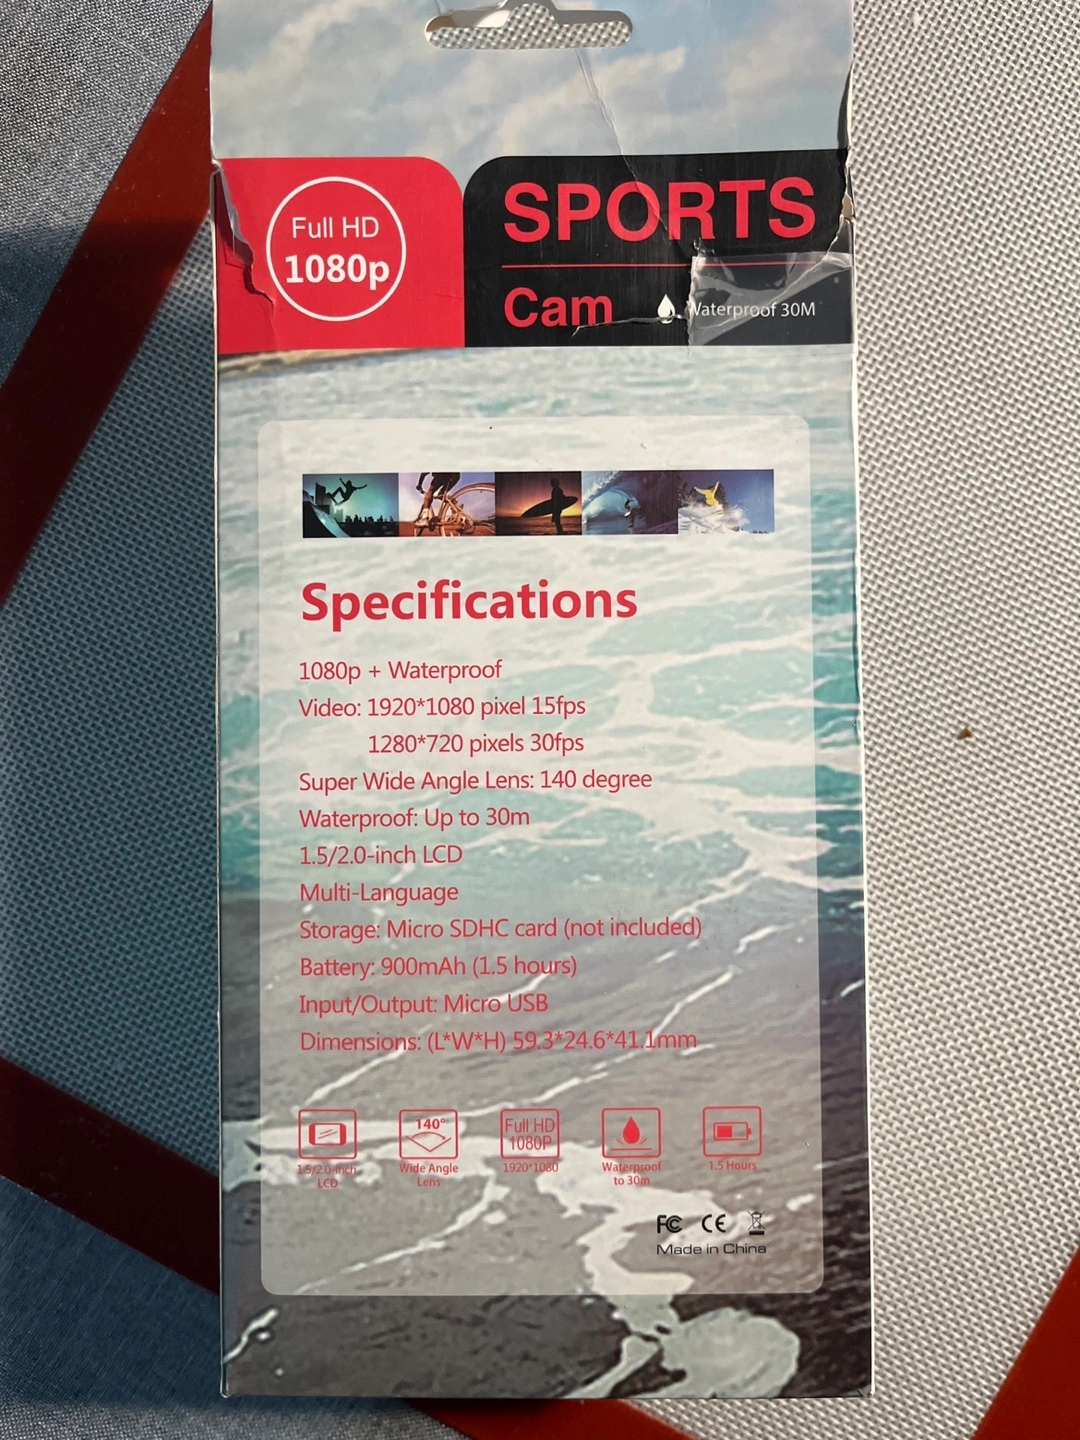 Full HD
1080p
SPORTS
Cam
Waterproof 30M
Specifications
1080p + Waterproof
Video: 1920*1080 pixel 15fps
1280*720 pixels 30fps
Super Wide Angle Lens: 140 degree
Waterproof: Up to 30m
1.5/2.0-inch LCD
Multi-Language
Storage: Micro SDHC card (not included)
Battery: 900mAh (1.5 hours)
Input/Output: Micro USB
Dimensions: (L*W*H) 59.3*24.6*41.1mm
1.5/2.0-inch
LCD
140°
Wide Angle
Lens
Full HD
1080P
1920*1080
Waterproof
to 30m
1.5 Hours
FC CE
Made in China